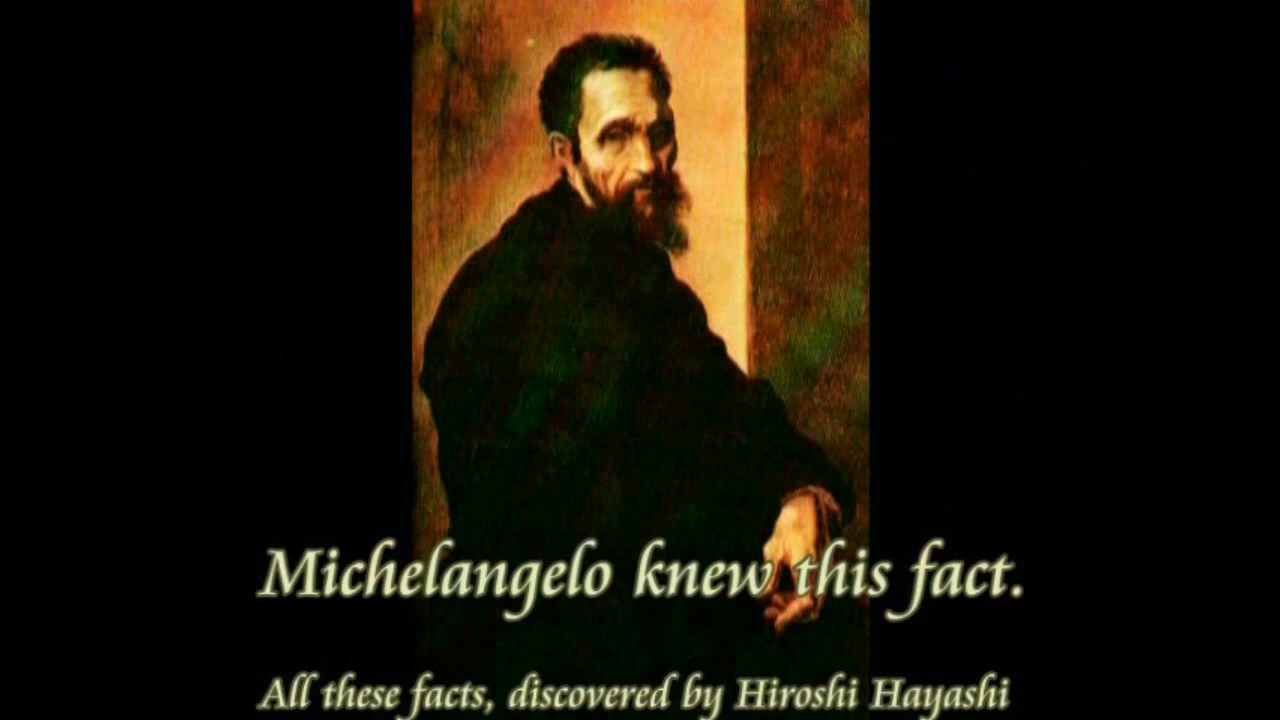 Michelangelo knew this fact.
All these facts, discovered by Hiroshi Hayashi